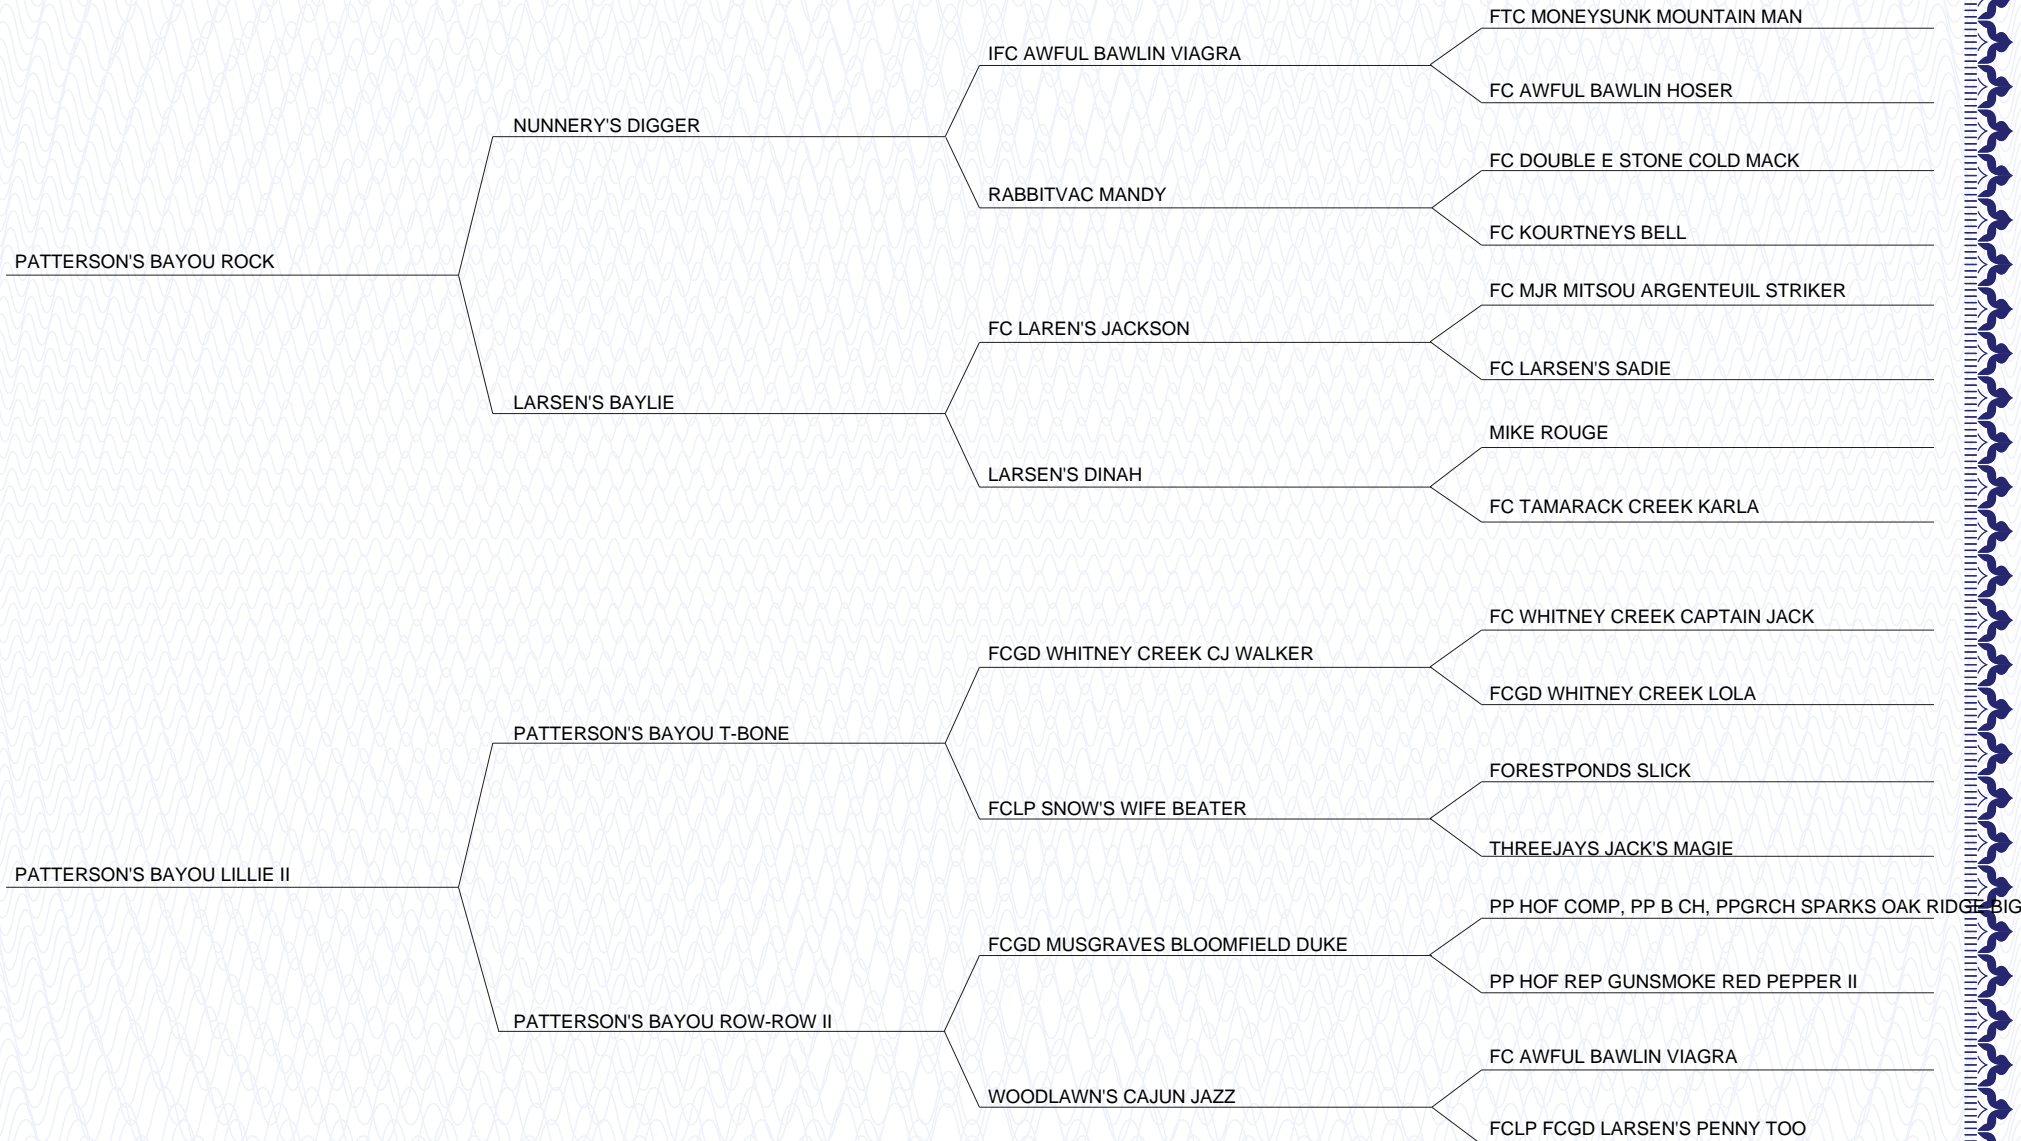 FTC MONEYSUNK MOUNTAIN MAN
IFC AWFUL BAWLIN VIAGRA
FC AWFUL BAWLIN HOSER
NUNNERY'S DIGGER
FC DOUBLE E STONE COLD MACK
RABBITVAC MANDY
FC KOURTNEYS BELL
PATTERSON'S BAYOU ROCK
FC MJR MITSOU ARGENTEUIL STRIKER
FC LAREN'S JACKSON
FC LARSEN'S SADIE
LARSEN'S BAYLIE
MIKE ROUGE
LARSEN'S DINAH
FC TAMARACK CREEK KARLA
FC WHITNEY CREEK CAPTAIN JACK
FCGD WHITNEY CREEK CJ WALKER
FCGD WHITNEY CREEK LOLA
PATTERSON'S BAYOU T-BONE
FORESTPONDS SLICK
FCLP SNOW'S WIFE BEATER
THREEJAYS JACK'S MAGIE
PATTERSON'S BAYOU LILLIE II
PP HOF COMP, PP B CH, PPGRCH SPARKS OAK RIDGE BIG
FCGD MUSGRAVES BLOOMFIELD DUKE
PP HOF REP GUNSMOKE RED PEPPER II
PATTERSON'S BAYOU ROW-ROW II
FC AWFUL BAWLIN VIAGRA
WOODLAWN'S CAJUN JAZZ
FCLP FCGD LARSEN'S PENNY TOO